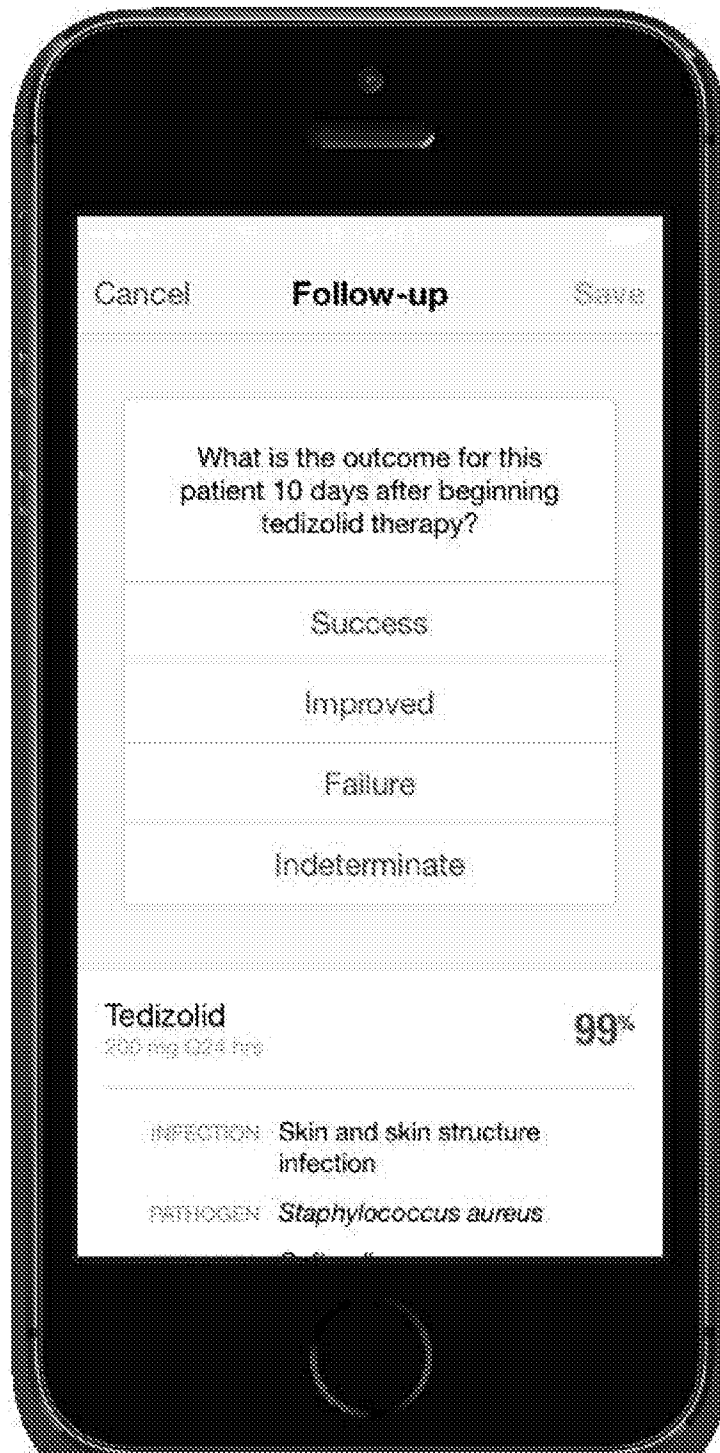 Cancel Follow-up Save
What is the outcome for this
patient 10 days after beginning
tedizolid therapy?
Success
Improved
Failure
Indeterminate
Tedizolid 99%
200 mg Q24 hrs
INFECTION Skin and skin structure
infection
PATHOGEN Staphylococcus aureus